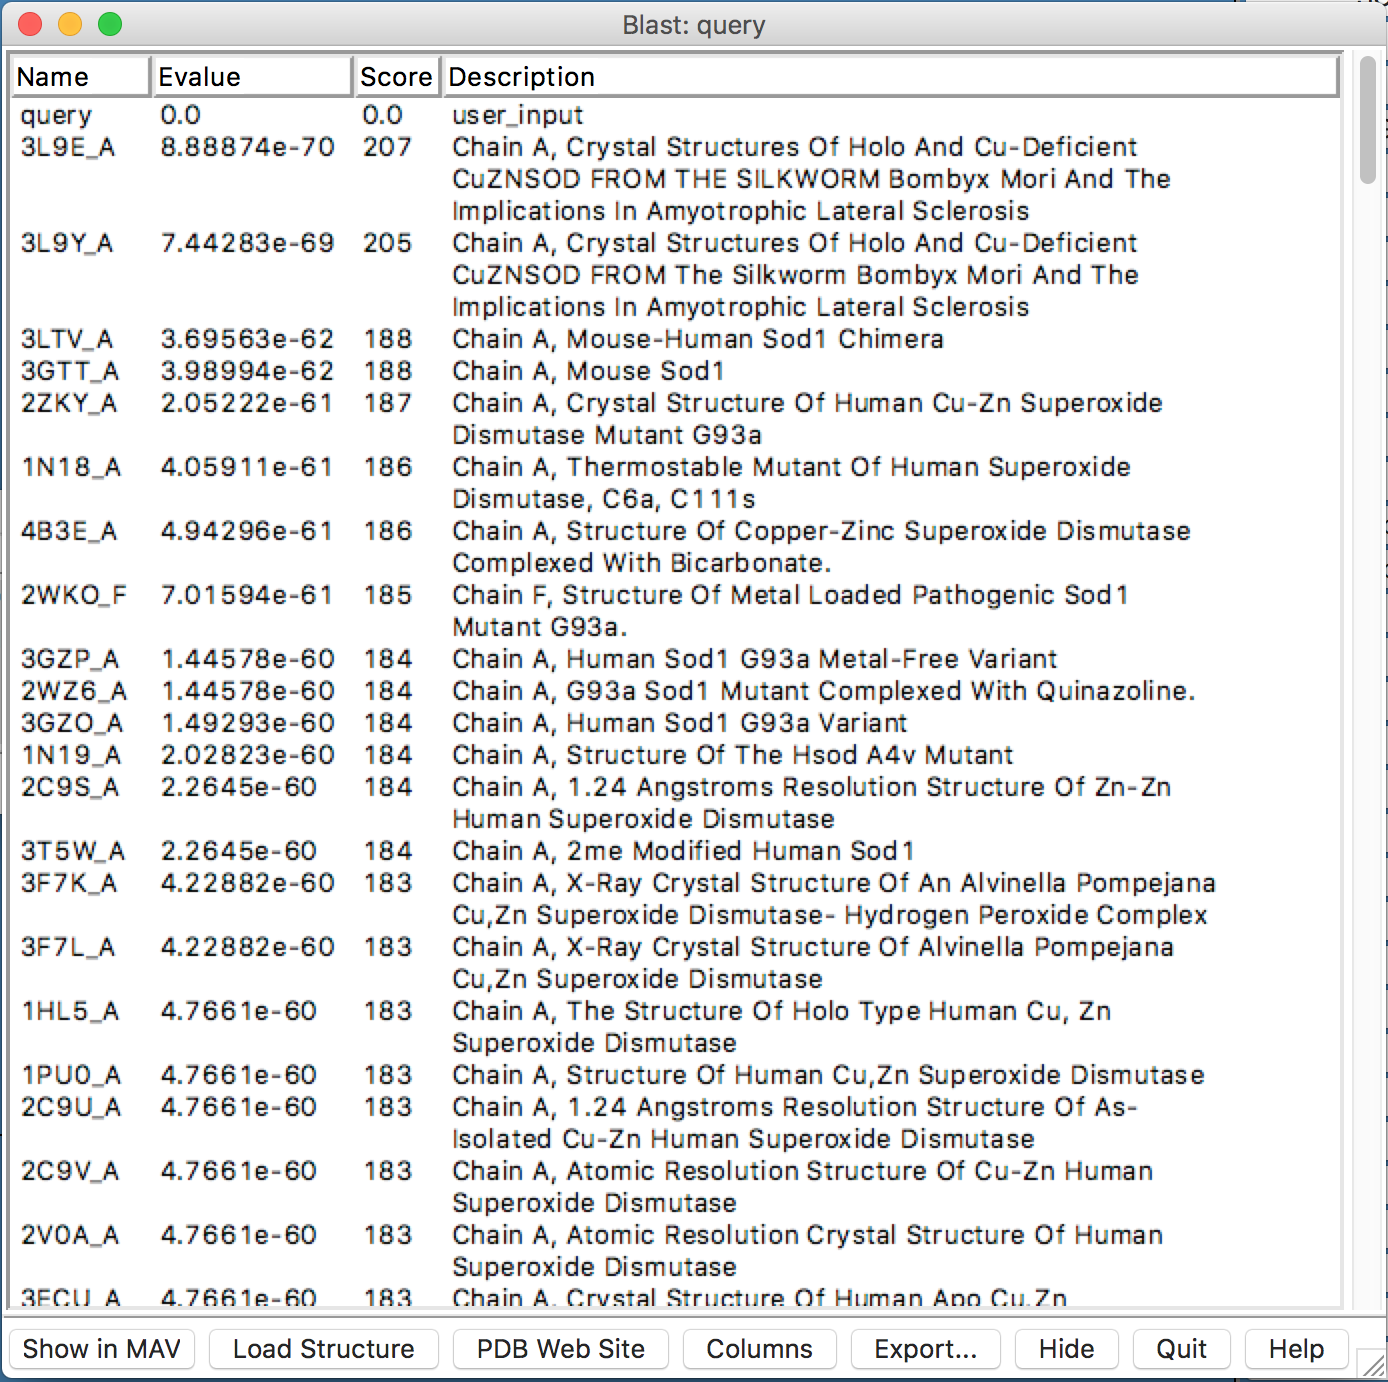 Blast: query
Name Evalue Score Description
query 0.0 0.0 user_input
3L9E_A 8.88874e-70 207 Chain A, Crystal Structures Of Holo And Cu-Deficient
CuZNSOD FROM THE SILKWORM Bombyx Mori And The
Implications In Amyotrophic Lateral Sclerosis
3L9Y_A 7.44283e-69 205 Chain A, Crystal Structures Of Holo And Cu-Deficient
CuZNSOD FROM The Silkworm Bombyx Mori And The
Implications In Amyotrophic Lateral Sclerosis
3LTV_A 3.69563e-62 188 Chain A, Mouse-Human Sod1 Chimera
3GTT_A 3.98994e-62 188 Chain A, Mouse Sod1
2ZKY_A 2.05222e-61 187 Chain A, Crystal Structure Of Human Cu-Zn Superoxide
Dismutase Mutant G93a
1N18_A 4.05911e-61 186 Chain A, Thermostable Mutant Of Human Superoxide
Dismutase, C6a, C111s
4B3E_A 4.94296e-61 186 Chain A, Structure Of Copper-Zinc Superoxide Dismutase
Complexed With Bicarbonate.
2WKO_F 7.01594e-61 185 Chain F, Structure Of Metal Loaded Pathogenic Sod1
Mutant G93a.
3GZP_A 1.44578e-60 184 Chain A, Human Sod1 G93a Metal-Free Variant
2WZ6_A 1.44578e-60 184 Chain A, G93a Sod1 Mutant Complexed With Quinazoline.
3GZO_A 1.49293e-60 184 Chain A, Human Sod1 G93a Variant
1N19_A 2.02823e-60 184 Chain A, Structure Of The Hsod A4v Mutant
2C9S_A 2.2645e-60 184 Chain A, 1.24 Angstroms Resolution Structure Of Zn-Zn
Human Superoxide Dismutase
3T5W_A 2.2645e-60 184 Chain A, 2me Modified Human Sod1
3F7K_A 4.22882e-60 183 Chain A, X-Ray Crystal Structure Of An Alvinella Pompejana
Cu,Zn Superoxide Dismutase- Hydrogen Peroxide Complex
3F7L_A 4.22882e-60 183 Chain A, X-Ray Crystal Structure Of Alvinella Pompejana
Cu,Zn Superoxide Dismutase
1HL5_A 4.7661e-60 183 Chain A, The Structure Of Holo Type Human Cu, Zn
Superoxide Dismutase
1PU0_A 4.7661e-60 183 Chain A, Structure Of Human Cu,Zn Superoxide Dismutase
2C9U_A 4.7661e-60 183 Chain A, 1.24 Angstroms Resolution Structure Of As-
Isolated Cu-Zn Human Superoxide Dismutase
2C9V_A 4.7661e-60 183 Chain A, Atomic Resolution Structure Of Cu-Zn Human
Superoxide Dismutase
2V0A_A 4.7661e-60 183 Chain A, Atomic Resolution Crystal Structure Of Human
Superoxide Dismutase
3ECU_A 4.7661e-60 183 Chain A, Crystal Structure Of Human Apo Cu,Zn
Show in MAV Load Structure PDB Web Site Columns Export... Hide Quit Help